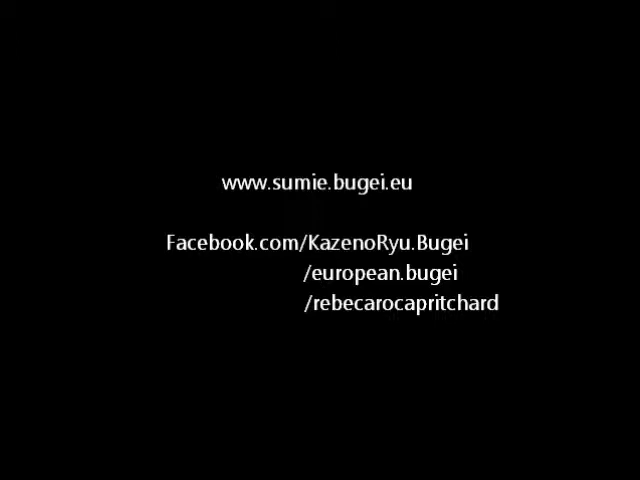 www.sumie.bugei.eu
Facebook.com/KazenoRyu.Bugei
/european.bugei
/rebecarocapritchard